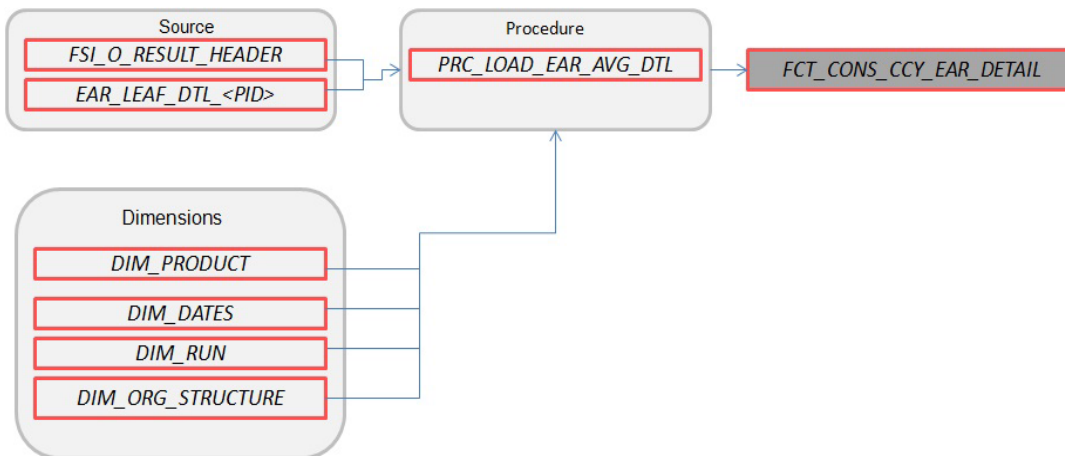 Source
FSI_O_RESULT_HEADER
EAR_LEAF_DTL_<PID>
Procedure
PRC_LOAD_EAR_AVG_DTL
FCT_CONS_CCY_EAR_DETAIL
Dimensions
DIM_PRODUCT
DIM_DATES
DIM_RUN
DIM_ORG_STRUCTURE